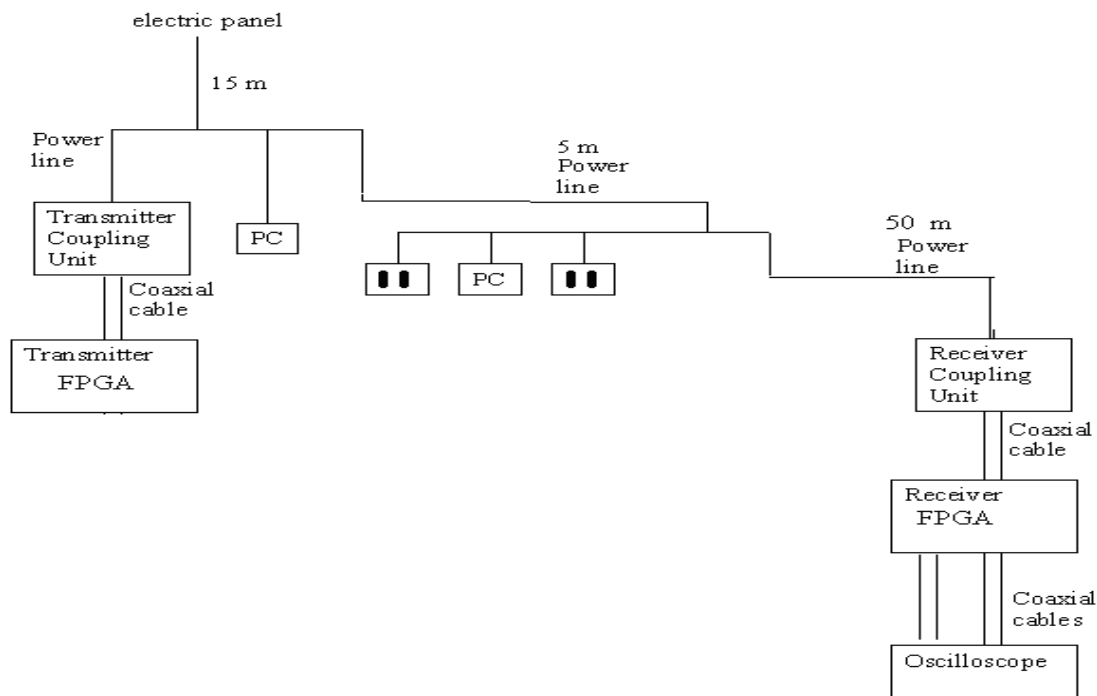 electric panel
15 m
Power
line
5 m
Power
line
Transmitter
Coupling
Unit
PC
50 m
Power
line
PC
Coaxial
cable
Transmitter
FPGA
Receiver
Coupling
Unit
Coaxial
cable
Receiver
FPGA
Coaxial
cables
Oscilloscope